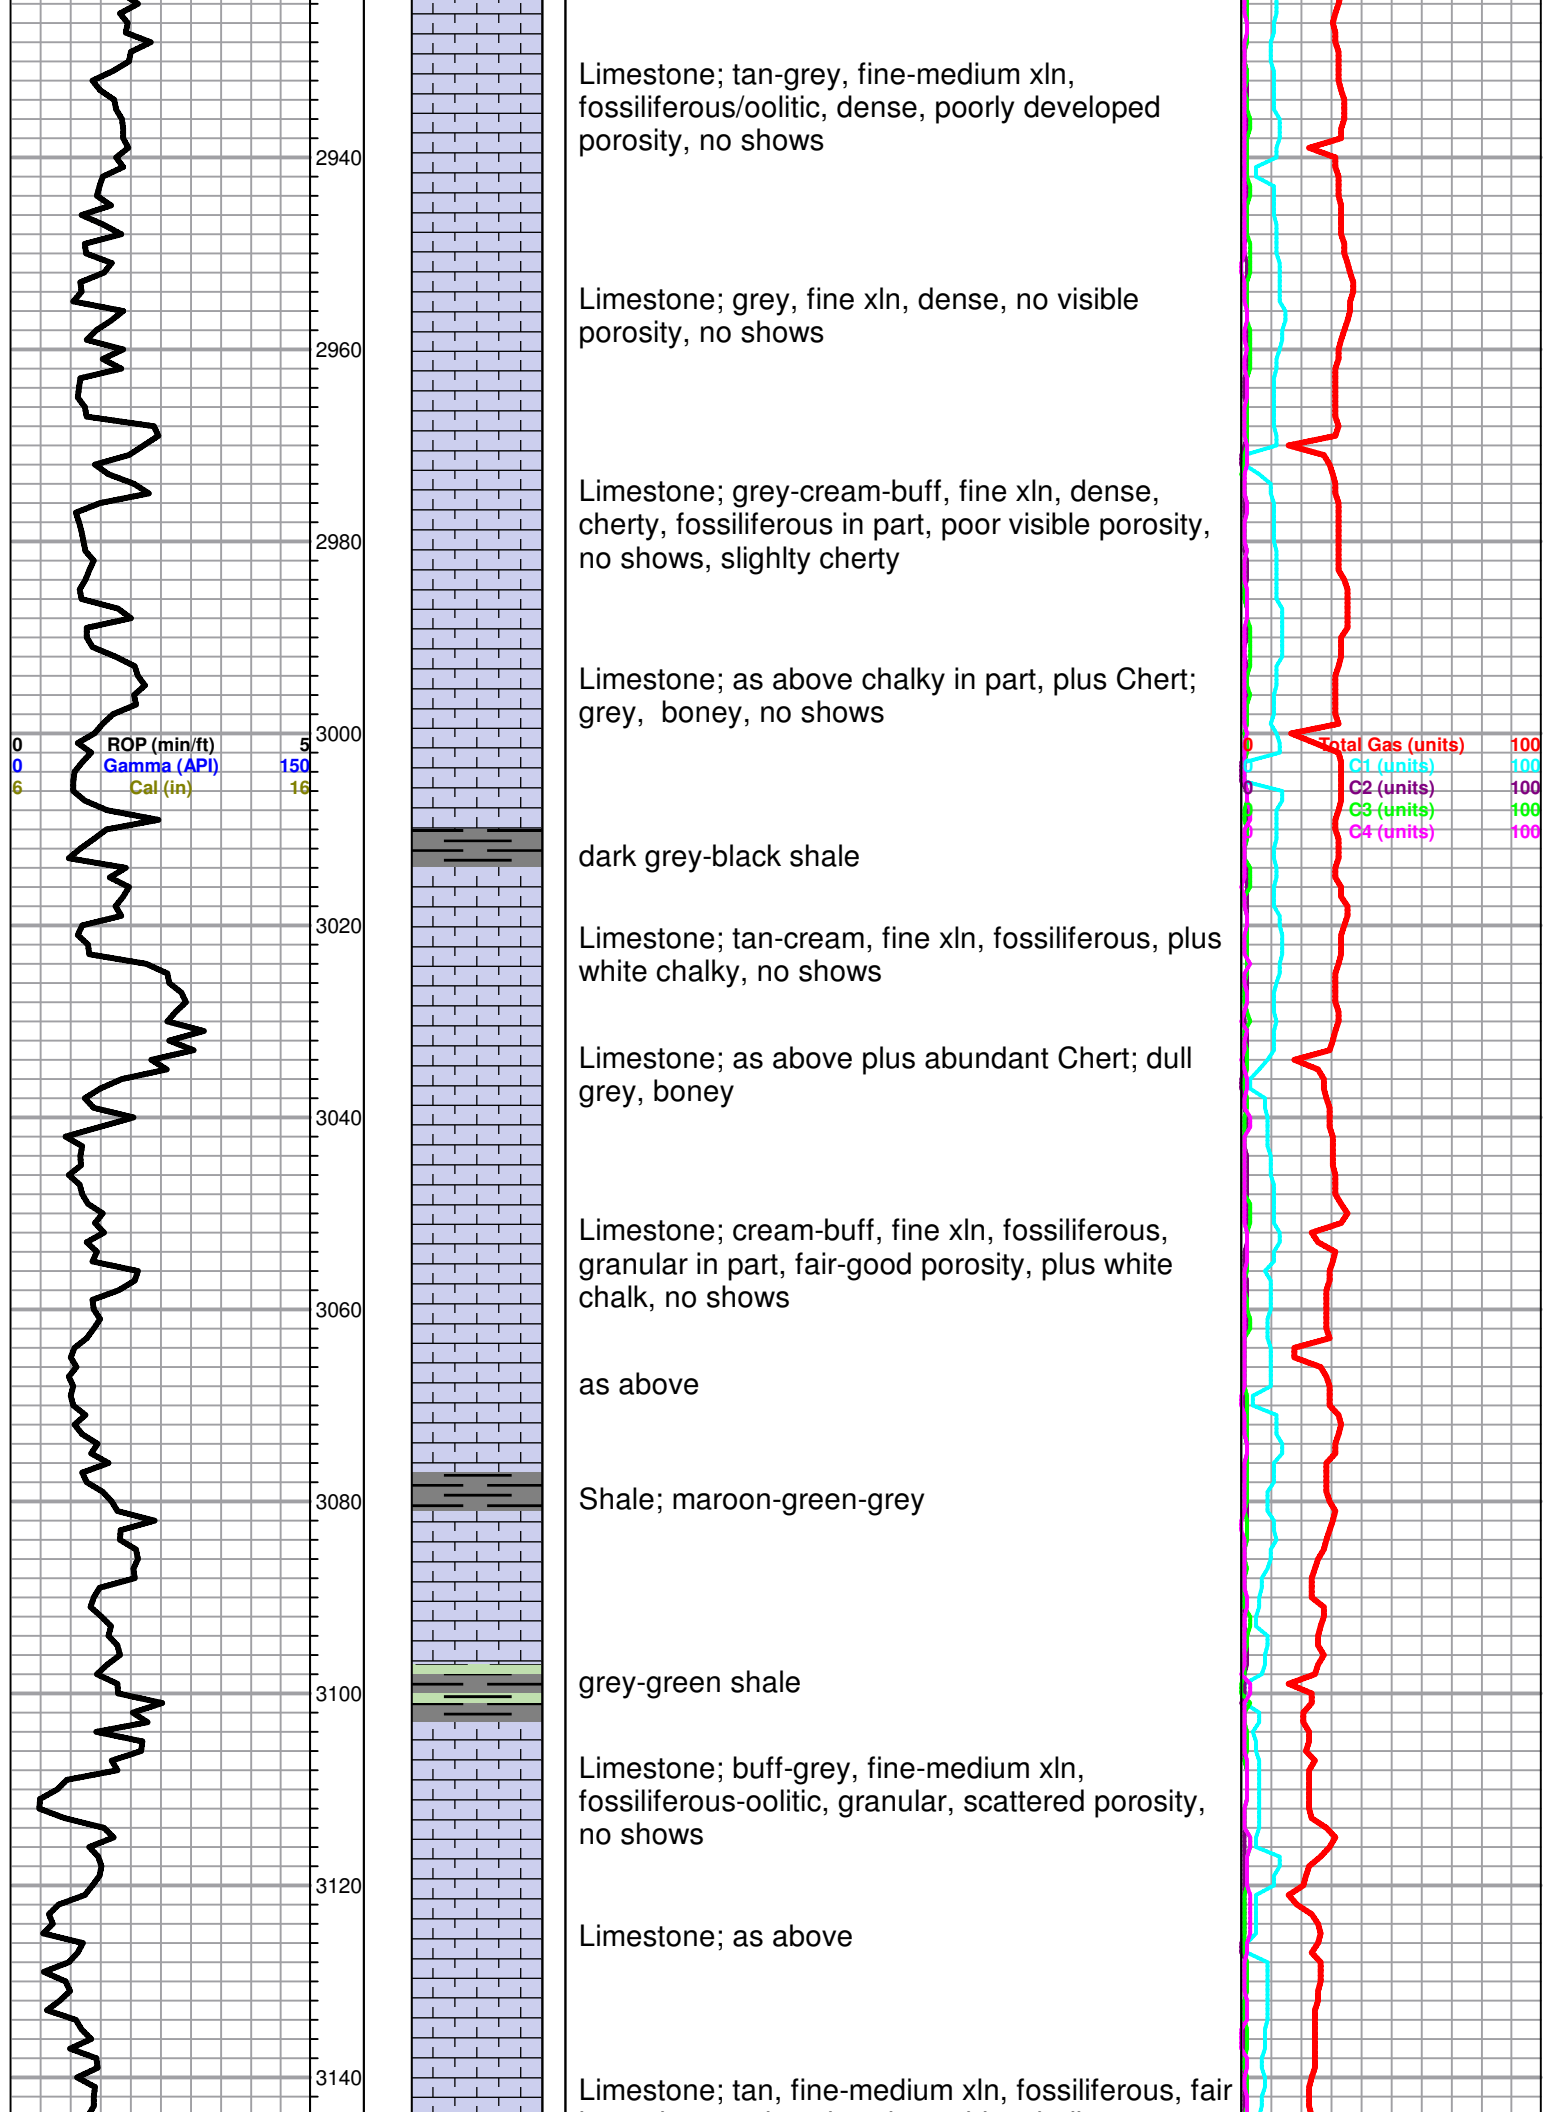 Limestone; tan-grey, fine-medium xln,
fossiliferous/oolitic, dense, poorly developed
porosity, no shows
2940
Limestone; grey, fine xln, dense, no visible
porosity, no shows
2960
Limestone; grey-cream-buff, fine xln, dense,
cherty, fossiliferous in part, poor visible porosity,
no shows, slighlty cherty
2980
Limestone; as above chalky in part, plus Chert;
grey, boney, no shows
3000
0 ROP (min/ft) 5
0 Gamma (API) 150
6 Cal (in) 16
0 Total Gas (units) 100
0 C1 (units) 100
0 C2 (units) 100
0 C3 (units) 100
0 C4 (units) 100
dark grey-black shale
3020
Limestone; tan-cream, fine xln, fossiliferous, plus
white chalky, no shows
Limestone; as above plus abundant Chert; dull
grey, boney
3040
Limestone; cream-buff, fine xln, fossiliferous,
granular in part, fair-good porosity, plus white
chalk, no shows
3060
as above
3080
Shale; maroon-green-grey
grey-green shale
3100
Limestone; buff-grey, fine-medium xln,
fossiliferous-oolitic, granular, scattered porosity,
no shows
3120
Limestone; as above
3140
Limestone; tan, fine-medium xln, fossiliferous, fair